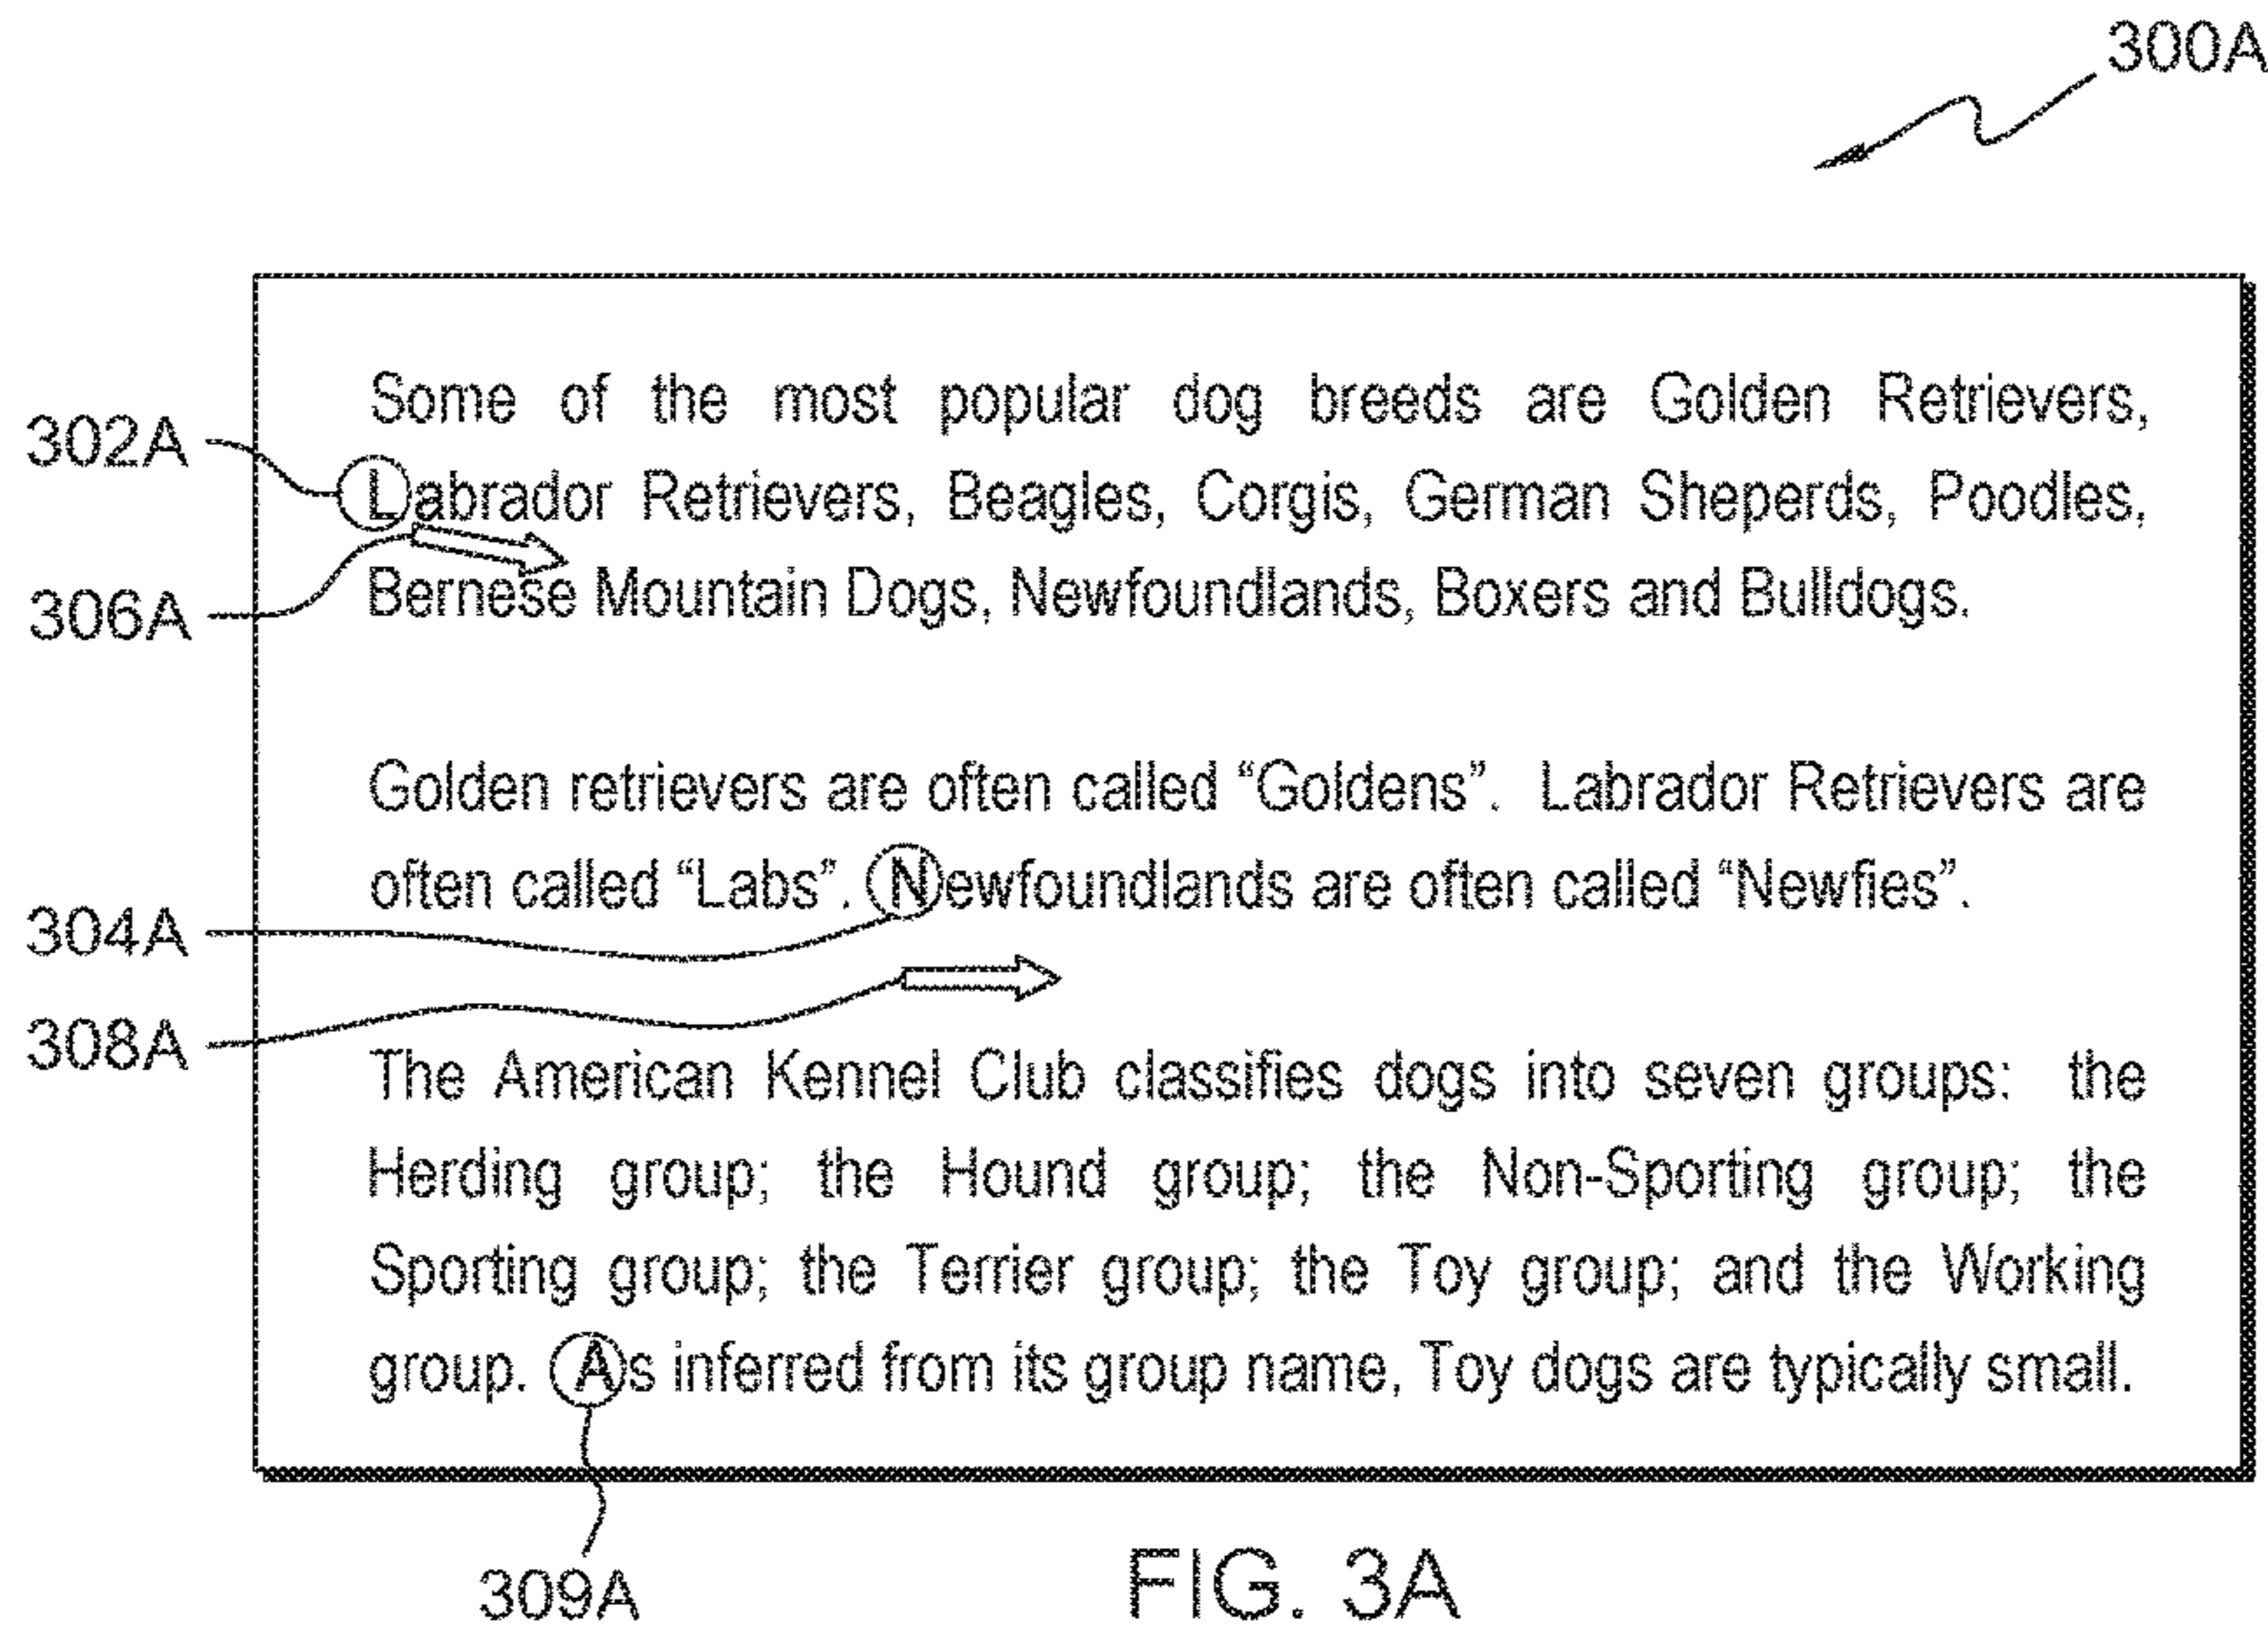 300A
Some of the most popular dog breeds are Golden Retrievers,
302A
Labrador Retrievers, Beagles, Corgis, German Sheperds, Poodles,
306A
Bernese Mountain Dogs, Newfoundlands, Boxers and Bulldogs.
Golden retrievers are often called “Goldens”. Labrador Retrievers are
often called “Labs”. Newfoundlands are often called “Newfies”.
304A
308A
The American Kennel Club classifies dogs into seven groups: the
Herding group; the Hound group; the Non-Sporting group; the
Sporting group; the Terrier group; the Toy group; and the Working
group. As inferred from its group name, Toy dogs are typically small.
309A
FIG. 3A